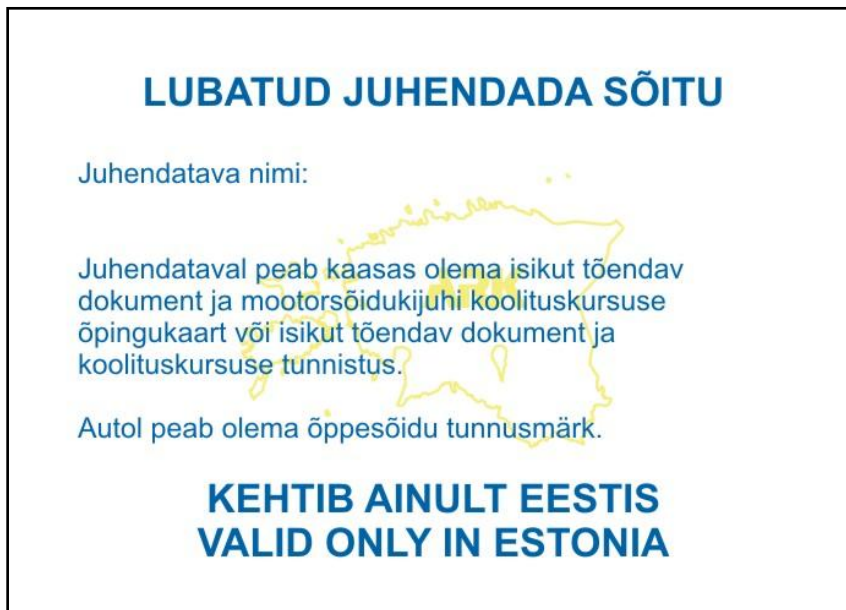 LUBATUD JUHENDADA SÕITU
Juhendatava nimi:
Juhendataval peab kaasas olema isikut tõendav
dokument ja mootorsõidukijuhi koolituskursuse
õpingukaart või isikut tõendav dokument ja
koolituskursuse tunnistus.
ARK
Autol peab olema õppesõidu tunnusmärk.
KEHTIB AINULT EESTIS
VALID ONLY IN ESTONIA